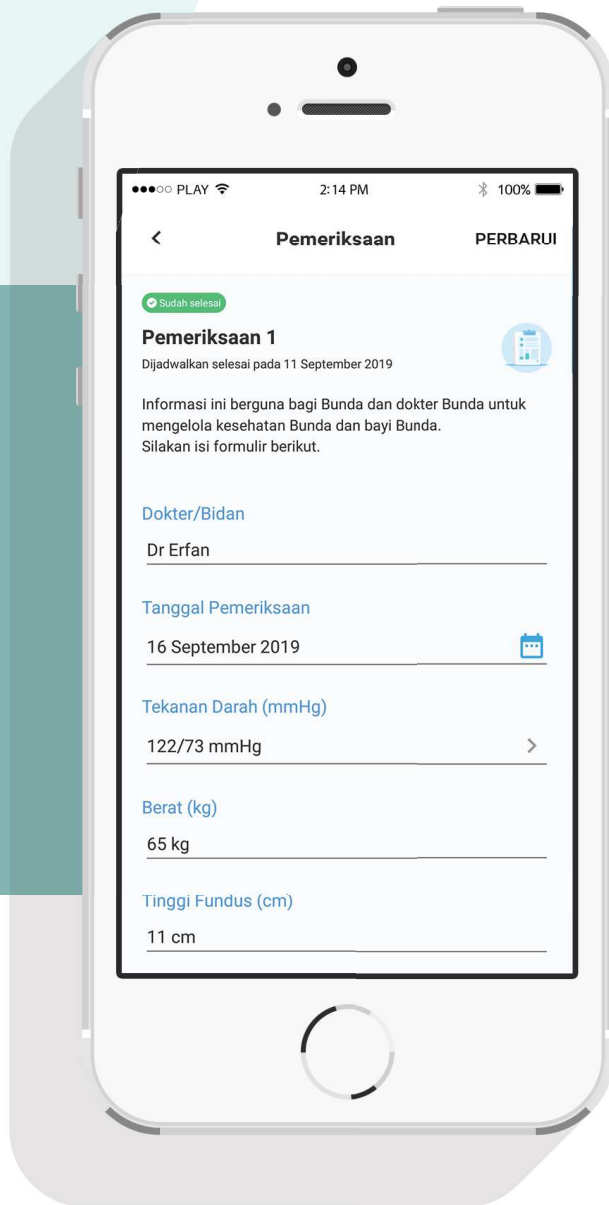 ●●●○○ PLAY 2:14 PM 100%
< Pemeriksaan PERBARUI
Sudah selesai
Pemeriksaan 1
Dijadwalkan selesai pada 11 September 2019
Informasi ini berguna bagi Bunda dan dokter Bunda untuk
mengelola kesehatan Bunda dan bayi Bunda.
Silakan isi formulir berikut.
Dokter/Bidan
Dr Erfan
Tanggal Pemeriksaan
16 September 2019
Tekanan Darah (mmHg)
122/73 mmHg
Berat (kg)
65 kg
Tinggi Fundus (cm)
11 cm